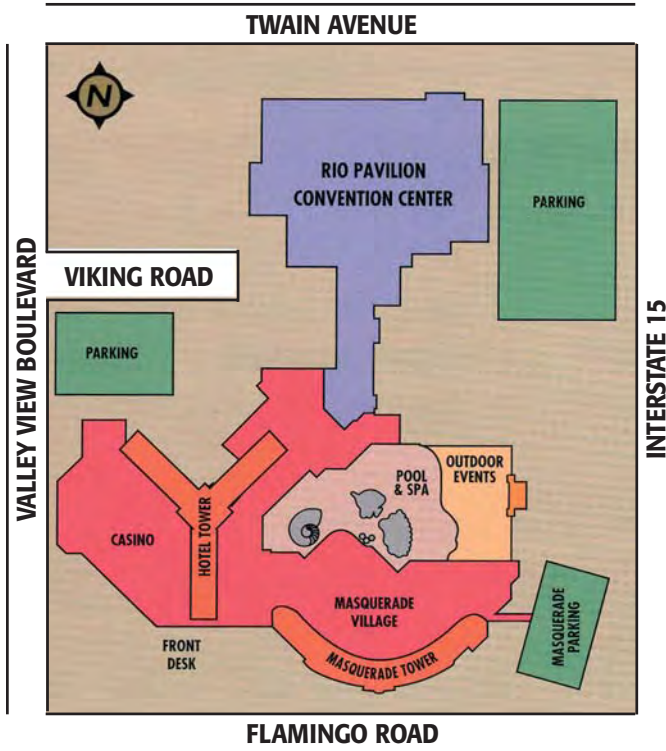 TWAIN AVENUE
N
RIO PAVILION
CONVENTION CENTER
PARKING
VIKING ROAD
VALLEY VIEW BOULEVARD
INTERSTATE 15
PARKING
POOL
& SPA
OUTDOOR
EVENTS
HOTEL TOWER
CASINO
MASQUERADE
VILLAGE
MASQUERADE
PARKING
FRONT
DESK
MASQUERADE TOWER
FLAMINGO ROAD